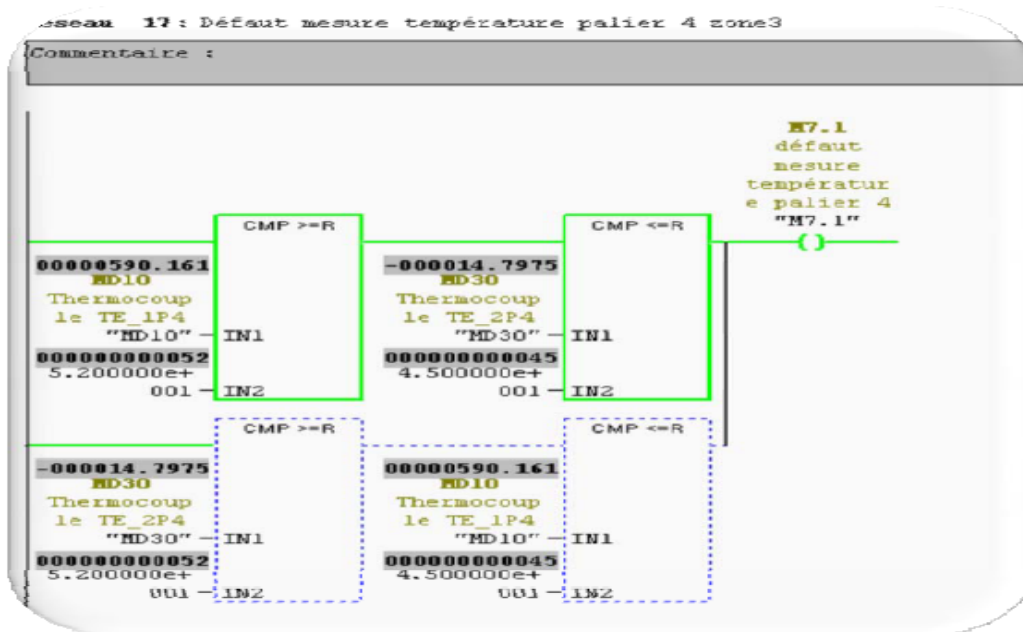 17: Défaut mesure température palier 4 zone3
Commentaire :
M7.1
défaut
mesure
températur
e palier 4
"M7.1"
( )
CMP >=R
CMP <=R
00000590.161
MD10
Thermocoup
le TE_1P4
"MD10"
IN1
000000000052
5.200000e+
001
IN2
-000014.7975
MD30
Thermocoup
le TE_2P4
"MD30"
IN1
000000000045
4.500000e+
001
IN2
CMP >=R
CMP <=R
-000014.7975
MD30
Thermocoup
le TE_2P4
"MD30"
IN1
000000000052
5.200000e+
001
IN2
00000590.161
MD10
Thermocoup
le TE_1P4
"MD10"
IN1
000000000045
4.500000e+
001
IN2